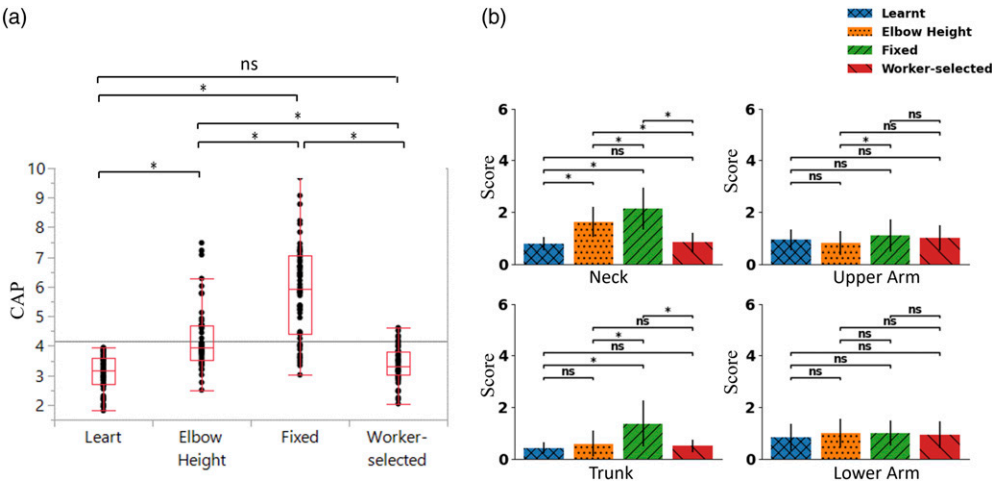 (a)
ns
*
*
* *
*
10
9
8
7
6
5
4
3
2
CAP
Leart Elbow Height Fixed Worker-selected
(b)
Learnt
Elbow Height
Fixed
Worker-selected
6
4
2
0
Score
*
*
*
ns
*
*
Neck
6
4
2
0
Score
ns
ns
*
ns
ns
ns
Upper Arm
6
4
2
0
Score
*
ns
*
ns
*
ns
Trunk
6
4
2
0
Score
ns
ns
ns
ns
ns
ns
Lower Arm